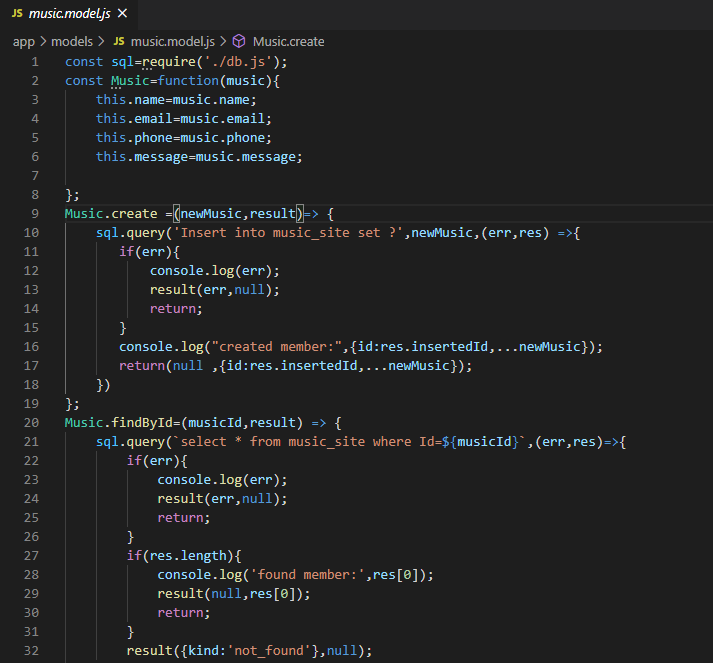 JS music.model.js ×
app > models > JS music.model.js > Music.create
1 const sql=require('./db.js');
2 const Music=function(music){
3 this.name=music.name;
4 this.email=music.email;
5 this.phone=music.phone;
6 this.message=music.message;
7
8 };
9 Music.create =(newMusic,result)=> {
10 sql.query('Insert into music_site set ?',newMusic,(err,res) =>{
11 if(err){
12 console.log(err);
13 result(err,null);
14 return;
15 }
16 console.log("created member:",{id:res.insertedId,...newMusic});
17 return(null ,{id:res.insertedId,...newMusic});
18 })
19 };
20 Music.findById=(musicId,result) => {
21 sql.query(`select * from music_site where Id=${musicId}`,(err,res)=>{
22 if(err){
23 console.log(err);
24 result(err,null);
25 return;
26 }
27 if(res.length){
28 console.log('found member:',res[0]);
29 result(null,res[0]);
30 return;
31 }
32 result({kind:'not_found'},null);